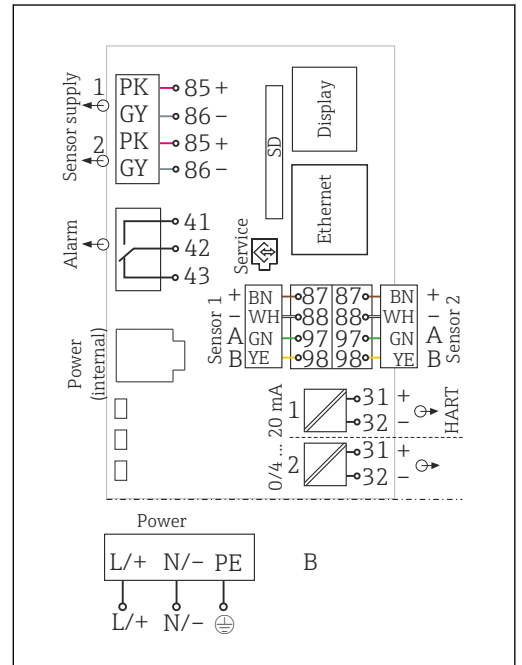 Sensor supply
1 PK 85 +
GY 86 -
2 PK 85 +
GY 86 -
Display
SD
Ethernet
Alarm
41
42
43
Service
Sensor 1
+ BN 87 87 BN +
- WH 88 88 WH -
A GN 97 97 GN A
B YE 98 98 YE B
Sensor 2
Power
(internal)
0/4 ... 20 mA
1 31 +
32 -
HART
2 31 +
32 -
Power
L/+ N/- PE
B
L/+ N/-